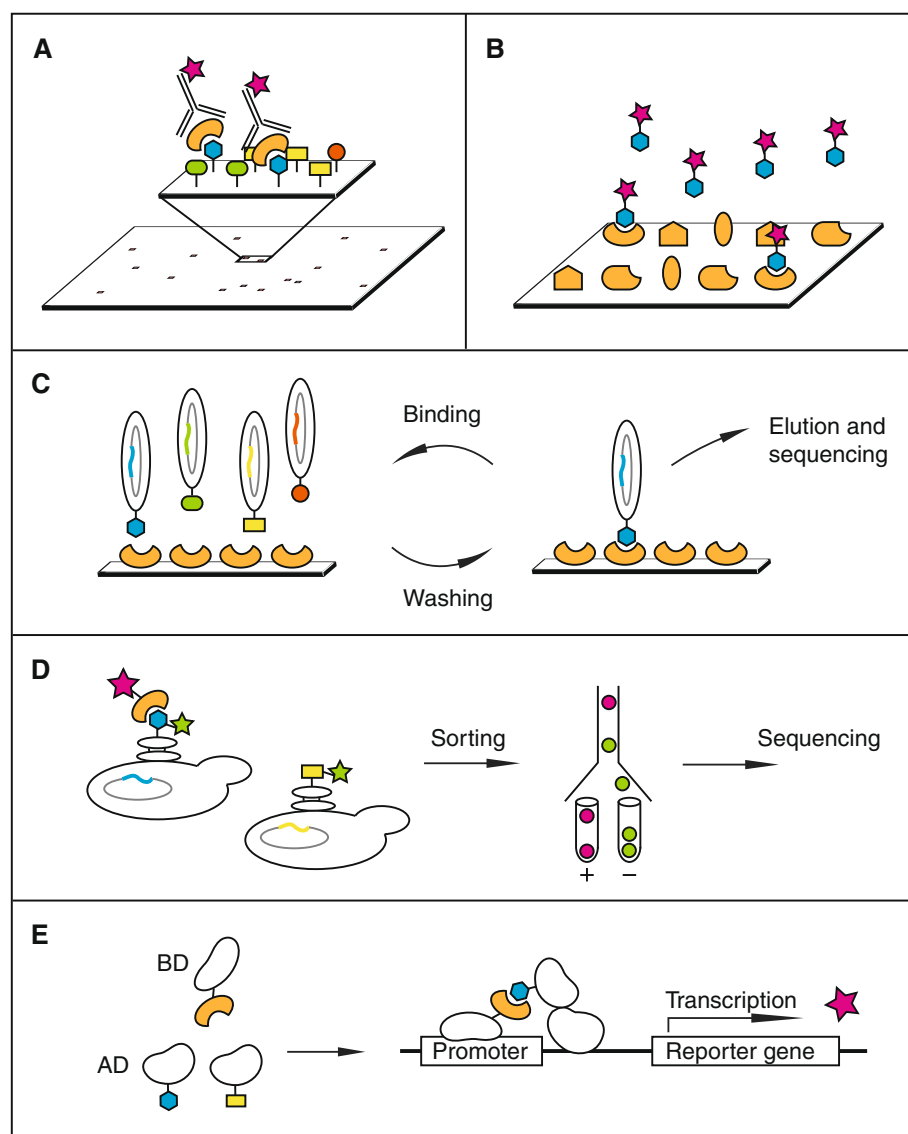 A
B
C
Binding
Washing
Elution and
sequencing
D
Sorting
Sequencing
+ −
E
BD
AD
Promoter
Transcription
Reporter gene